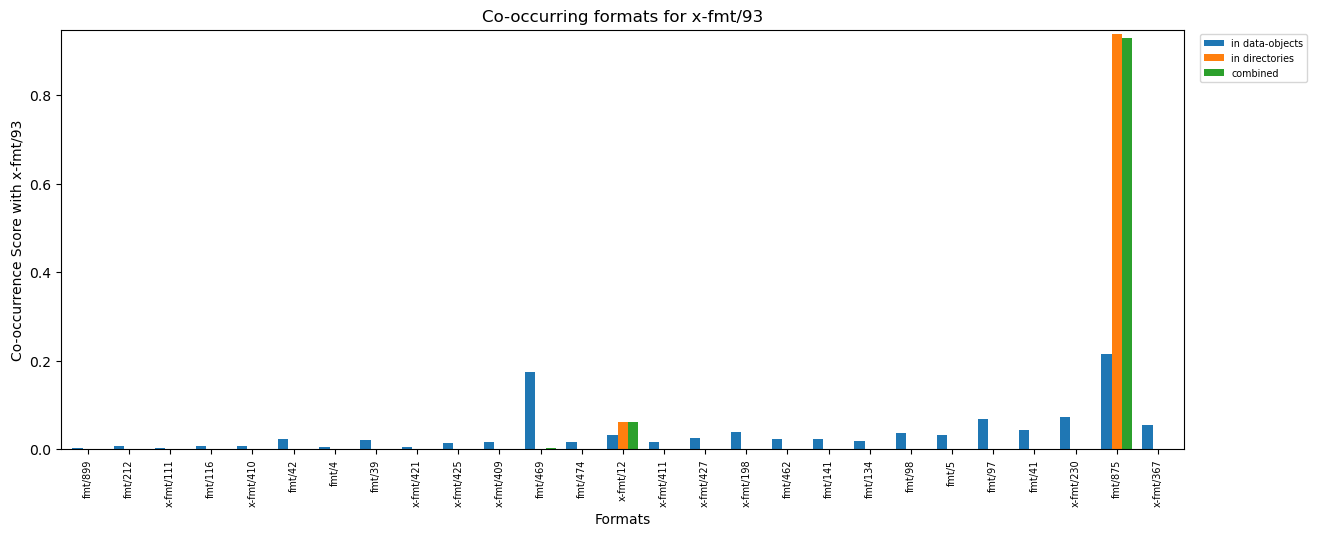 Co-occurring formats for x-fmt/93
in data-objects
in directories
combined
Co-occurrence Score with x-fmt/93
0.8
0.6
0.4
0.2
0.0
fmt/899
fmt/212
x-fmt/111
fmt/116
x-fmt/410
fmt/42
fmt/4
fmt/39
x-fmt/421
x-fmt/425
x-fmt/409
fmt/469
fmt/474
x-fmt/12
x-fmt/411
x-fmt/427
x-fmt/198
fmt/462
fmt/141
fmt/134
fmt/98
fmt/5
fmt/97
fmt/41
x-fmt/230
fmt/875
x-fmt/367
Formats